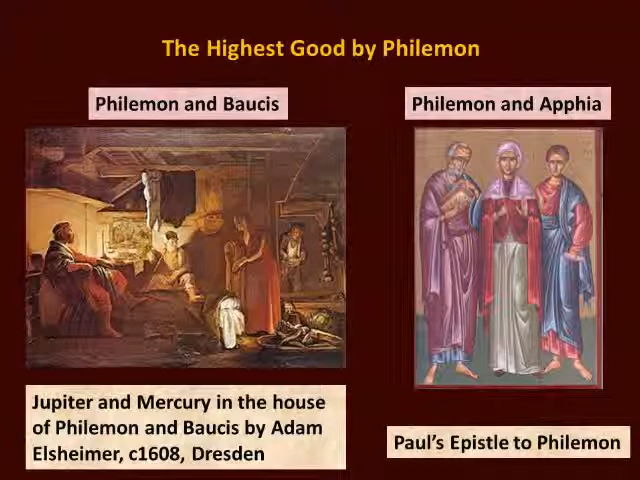 The Highest Good by Philemon
Philemon and Baucis
Philemon and Apphia
Jupiter and Mercury in the house
of Philemon and Baucis by Adam
Elsheimer, c1608, Dresden
Paul's Epistle to Philemon